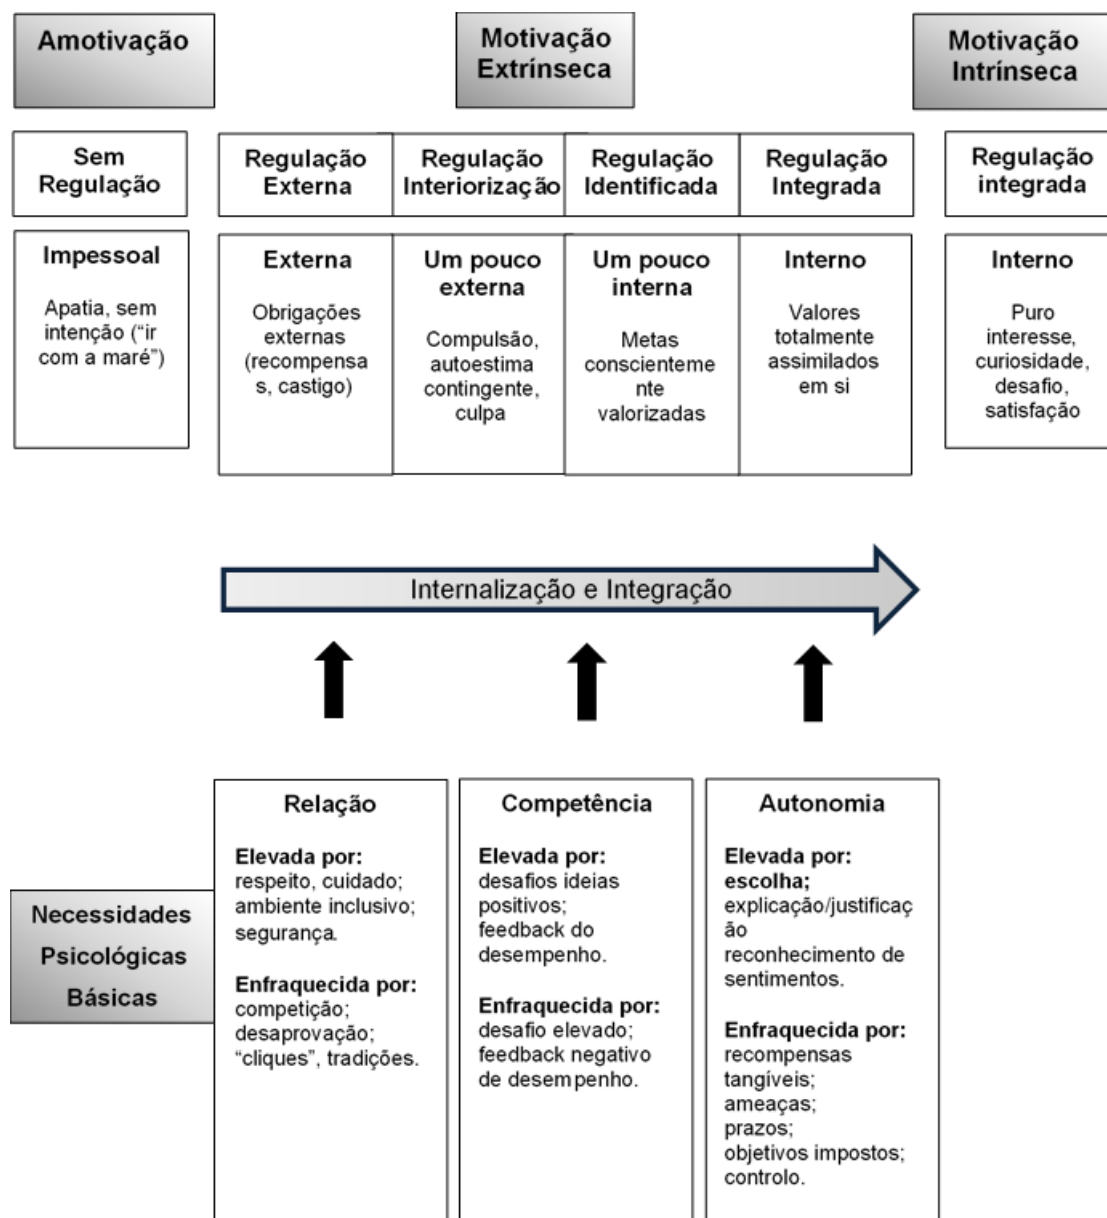 Amotivação
Motivação
Extrínseca
Motivação
Intrínseca
Sem
Regulação
Regulação
Externa
Regulação
Interiorização
Regulação
Identificada
Regulação
Integrada
Regulação
integrada
Impessoal
Apatia, sem
intenção (“ir
com a maré”)
Externa
Obrigações
externas
(recompensa
s, castigo)
Um pouco
externa
Compulsão,
autoestima
contingente,
culpa
Um pouco
interna
Metas
conscienteme
nte
valorizadas
Interno
Valores
totalmente
assimilados
em si
Interno
Puro
interesse,
curiosidade,
desafio,
satisfação
Internalização e Integração
Necessidades
Psicológicas
Básicas
Relação
Elevada por:
respeito, cuidado;
ambiente inclusivo;
segurança.
Enfraquecida por:
competição;
desaprovação;
“cliques”, tradições.
Competência
Elevada por:
desafios ideias
positivos;
feedback do
desempenho.
Enfraquecida por:
desafio elevado;
feedback negativo
de desempenho.
Autonomia
Elevada por:
escolha;
explicação/justificaç
ão
reconhecimento de
sentimentos.
Enfraquecida por:
recompensas
tangíveis;
ameaças;
prazos;
objetivos impostos;
controlo.